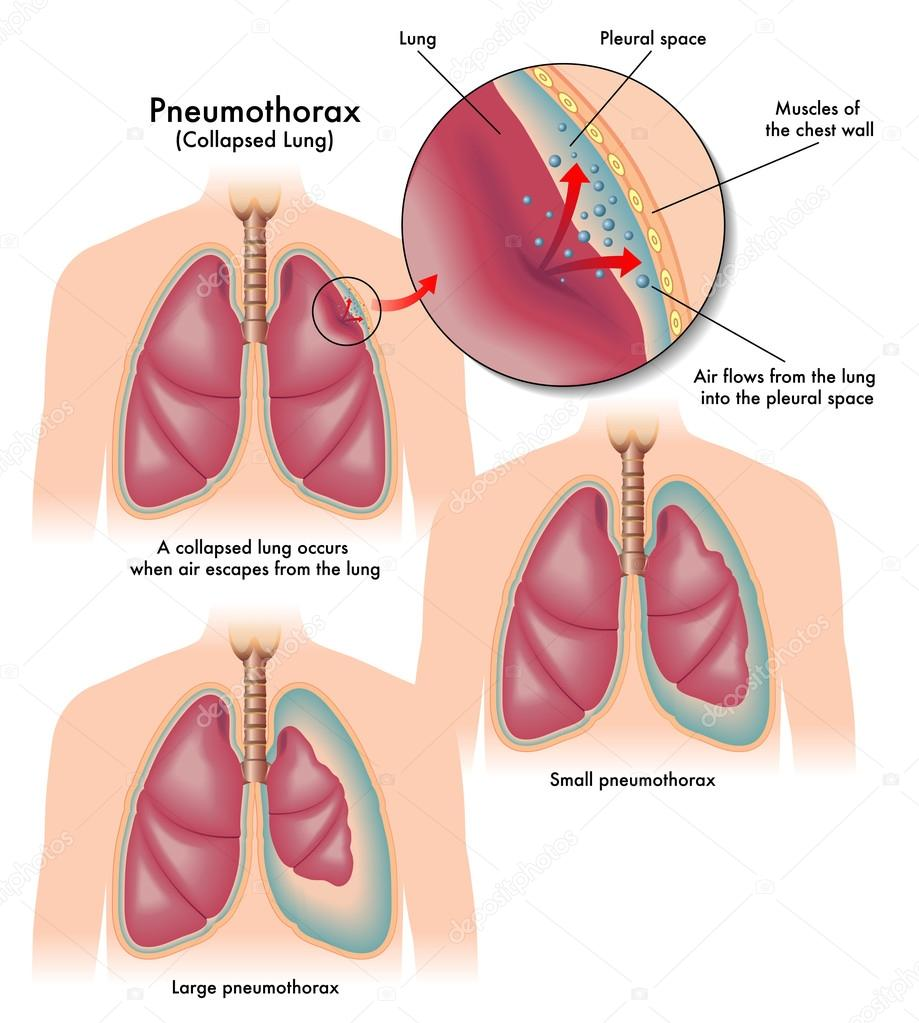 Lung
Pleural space
Pneumothorax
(Collapsed Lung)
Muscles of
the chest wall
Air flows from the lung
into the pleural space
A collapsed lung occurs
when air escapes from the lung
Small pneumothorax
Large pneumothorax
depositphotos